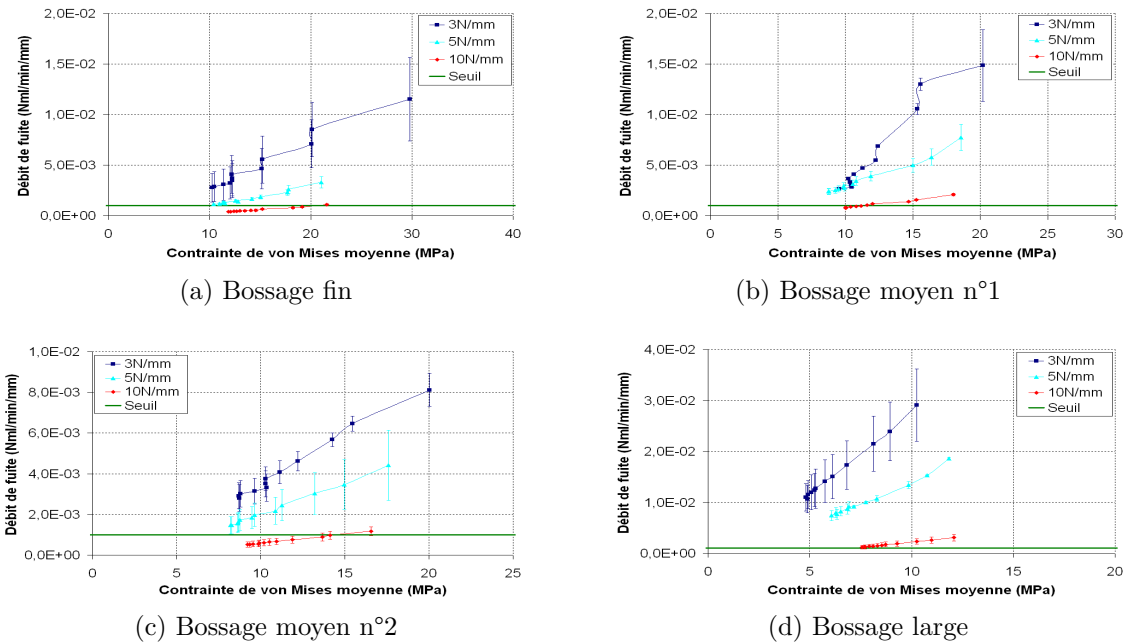 2,0E-02
1,5E-02
1,0E-02
5,0E-03
0,0E+00
Débit de fuite (Nml/min/mm)
3N/mm
5N/mm
10N/mm
Seuil
0 10 20 30 40
Contrainte de von Mises moyenne (MPa)
(a) Bossage fin
2,0E-02
1,5E-02
1,0E-02
5,0E-03
0,0E+00
Débit de fuite (Nml/min/mm)
3N/mm
5N/mm
10N/mm
Seuil
0 5 10 15 20 25 30
Contrainte de von Mises moyenne (MPa)
(b) Bossage moyen n°1
1,0E-02
8,0E-03
6,0E-03
4,0E-03
2,0E-03
0,0E+00
Débit de fuite (Nml/min/mm)
3N/mm
5N/mm
10N/mm
Seuil
0 5 10 15 20 25
Contrainte de von Mises moyenne (MPa)
(c) Bossage moyen n°2
4,0E-02
3,0E-02
2,0E-02
1,0E-02
0,0E+00
Débit de fuite (Nml/min/mm)
3N/mm
5N/mm
10N/mm
Seuil
0 5 10 15 20
Contrainte de von Mises moyenne (MPa)
(d) Bossage large